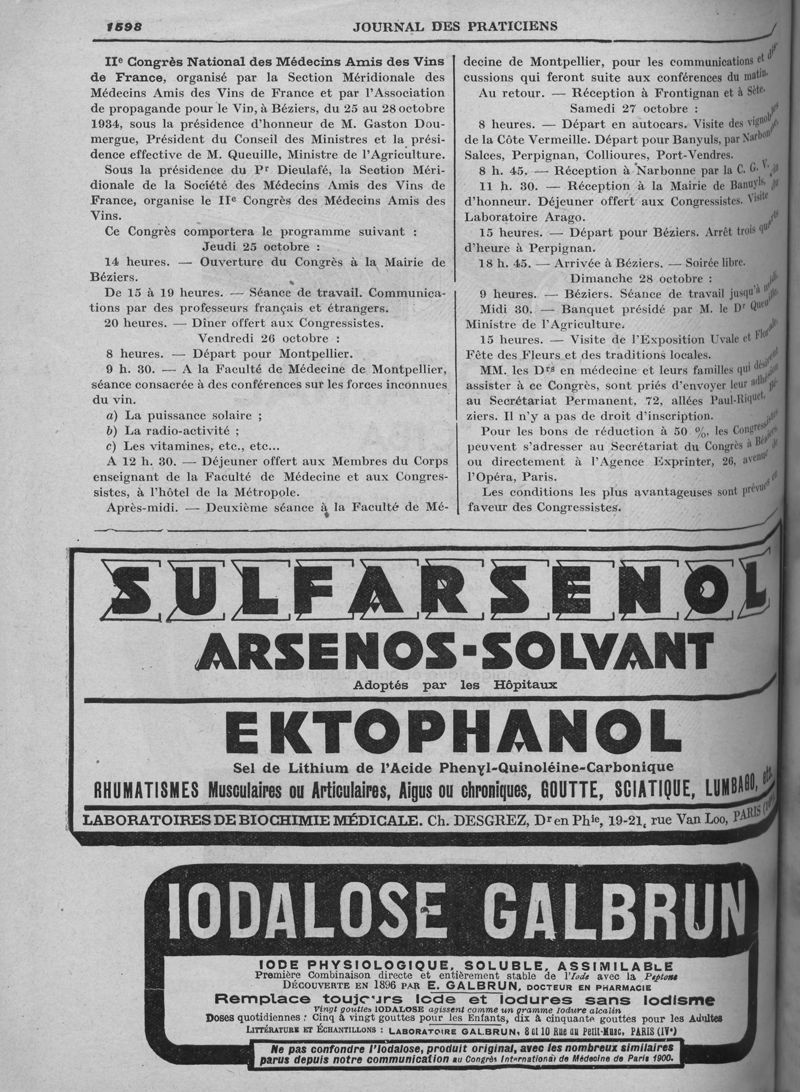 1598
JOURNAL DES PRATICIENS
IIe Congrès National des Médecins Amis des Vins
de France, organisé par la Section Méridionale des
Médecins Amis des Vins de France et par l'Association
de propagande pour le Vin, à Béziers, du 25 au 28 octobre
1934, sous la présidence d'honneur de M. Gaston Dou-
mergue, Président du Conseil des Ministres et la prési-
dence effective de M. Queuille, Ministre de l'Agriculture.
Sous la présidence du Pr Dieulafé, la Section Méri-
dionale de la Société des Médecins Amis des Vins de
France, organise le IIe Congrès des Médecins Amis des
Vins.
Ce Congrès comportera le programme suivant :
Jeudi 25 octobre :
14 heures. — Ouverture du Congrès à la Mairie de
Béziers.
De 15 à 19 heures. — Séance de travail. Communica-
tions par des professeurs français et étrangers.
20 heures. — Dîner offert aux Congressistes.
Vendredi 26 octobre :
8 heures. — Départ pour Montpellier.
9 h. 30. — A la Faculté de Médecine de Montpellier,
séance consacrée à des conférences sur les forces inconnues
du vin.
a) La puissance solaire ;
b) La radio-activité ;
c) Les vitamines, etc., etc...
A 12 h. 30. — Déjeuner offert aux Membres du Corps
enseignant de la Faculté de Médecine et aux Congres-
sistes, à l'hôtel de la Métropole.
Après-midi. — Deuxième séance à la Faculté de Mé-
decine de Montpellier, pour les communications et dis-
cussions qui feront suite aux conférences du matin.
Au retour. — Réception à Frontignan et à Sète.
Samedi 27 octobre :
8 heures. — Départ en autocars. Visite des
de la Côte Vermeille. Départ pour Banyuls, par
Salces, Perpignan, Collioures, Port-Vendres.
8 h. 45. — Réception à Narbonne par la C. G. V.
11 h. 30. — Réception à la Mairie de Banuyls,
d'honneur. Déjeuner offert aux Congressistes. Visite
Laboratoire Arago.
15 heures. — Départ pour Béziers. Arrêt trois
d'heure à Perpignan.
18 h. 45. — Arrivée à Béziers. — Soirée libre.
Dimanche 28 octobre :
9 heures. — Béziers. Séance de travail jusqu'à
Midi 30. — Banquet présidé par M. le Dr
Ministre de l'Agriculture.
15 heures. — Visite de l'Exposition Uvale et
Fête des Fleurs et des traditions locales.
MM. les Drs en médecine et leurs familles qui
assister à ce Congrès, sont priés d'envoyer leur
au Secrétariat Permanent, 72, allées Paul-Riquet,
ziers. Il n'y a pas de droit d'inscription.
Pour les bons de réduction à 50 %, les
peuvent s'adresser au Secrétariat du Congrès à
ou directement à l'Agence Exprinter, 26, avenue
l'Opéra, Paris.
Les conditions les plus avantageuses sont prévues
faveur des Congressistes.
SULFARSENOL
ARSENOS-SOLVANT
Adoptés par les Hôpitaux
EKTOPHANOL
Sel de Lithium de l'Acide Phenyl-Quinoléine-Carbonique
RHUMATISMES Musculaires ou Articulaires, Aigus ou chroniques, GOUTTE, SCIATIQUE, LUMBAGO, etc.
LABORATOIRES DE BIOCHIMIE MÉDICALE. Ch. DESGREZ, Dr en Phie, 19-21, rue Van Loo, PARIS
IODALOSE GALBRUN
IODE PHYSIOLOGIQUE, SOLUBLE, ASSIMILABLE
Première Combinaison directe et entièrement stable de l'Iode avec la Peptone
DÉCOUVERTE EN 1896 PAR E. GALBRUN, DOCTEUR EN PHARMACIE
Remplace toujours Iode et Iodures sans Iodisme
Vingt gouttes IODALOSE agissent comme un gramme Iodure alcalin
Doses quotidiennes : Cinq à vingt gouttes pour les Enfants, dix à cinquante gouttes pour les Adultes
LITTÉRATURE ET ÉCHANTILLONS : LABORATOIRE GALBRUN, 8 et 10 Rue du Petit-Musc, PARIS (IVe)
Ne pas confondre l'Iodalose, produit original, avec les nombreux similaires
parus depuis notre communication au Congrès International de Médecine de Paris 1900.